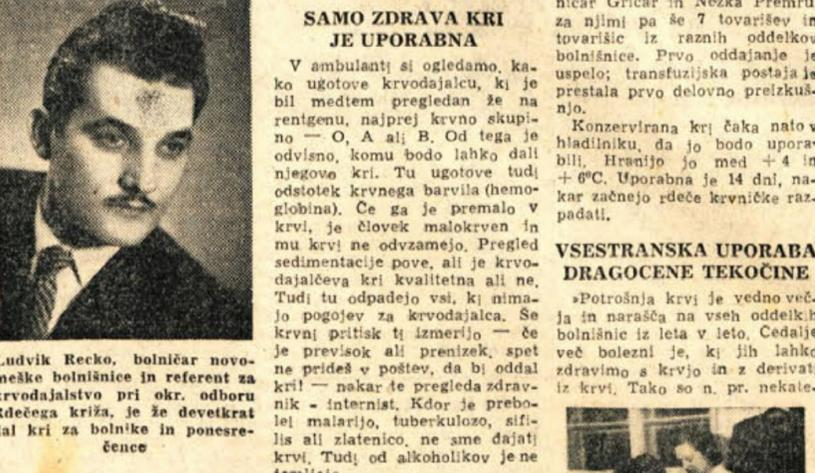 Ludvik Recko, bolničar novo-
meške bolnišnice in referent za
krvodajalstvo pri okr. odboru
Rdečega križa, je že devetkrat
dal kri za bolnike in ponesre-
čence
SAMO ZDRAVA KRI
JE UPORABNA
V ambulanti si ogledamo, ka-
ko ugotove krvodajalcu, ki je
bil medtem pregledan že na
rentgenu, najprej krvno skupi-
no — O, A ali B. Od tega je
odvisno, komu bodo lahko dali
njegovo kri. Tu ugotove tudi
odstotek krvnega barvila (hemo-
globina). Če ga je premalo v
krvi, je človek malokrven in
mu krvi ne odvzamejo. Pregled
sedimentacije pove, ali je krvo-
dajalčeva kri kvalitetna ali ne.
Tudi tu odpadejo vsi, ki nima-
jo pogojev za krvodajalca. Še
krvni pritisk ti izmerijo — če
je previsok ali prenizek, spet
ne prideš v poštev, da bi oddal
kri! — nakar te pregleda zdrav-
nik - internist. Kdor je prebo-
lel malarijo, tuberkulozo, sifi-
lis ali zlatenico, ne sme dajati
krvi. Tudi od alkoholikov je ne
ničar Gričar in Nežka Premru,
za njimi pa še 7 tovarišev in
tovarišic iz raznih oddelkov
bolnišnice. Prvo oddajanje je
uspelo; transfuzijska postaja je
prestala prvo delovno preizkuš-
njo.
Konzervirana kri čaka nato v
hladilniku, da jo bodo upora-
bili. Hranijo jo med + 4 in
+ 6°C. Uporabna je 14 dni, na-
kar začnejo rdeče krvničke raz-
padati.
VSESTRANSKA UPORABA
DRAGOCENE TEKOČINE
»Potrošnja krvi je vedno več-
ja in narašča na vseh oddelkih
bolnišnic iz leta v leto. Čedalje
več bolezni je, ki jih lahko
zdravimo s krvjo in z derivati
iz krvi. Tako so n. pr. nekate-